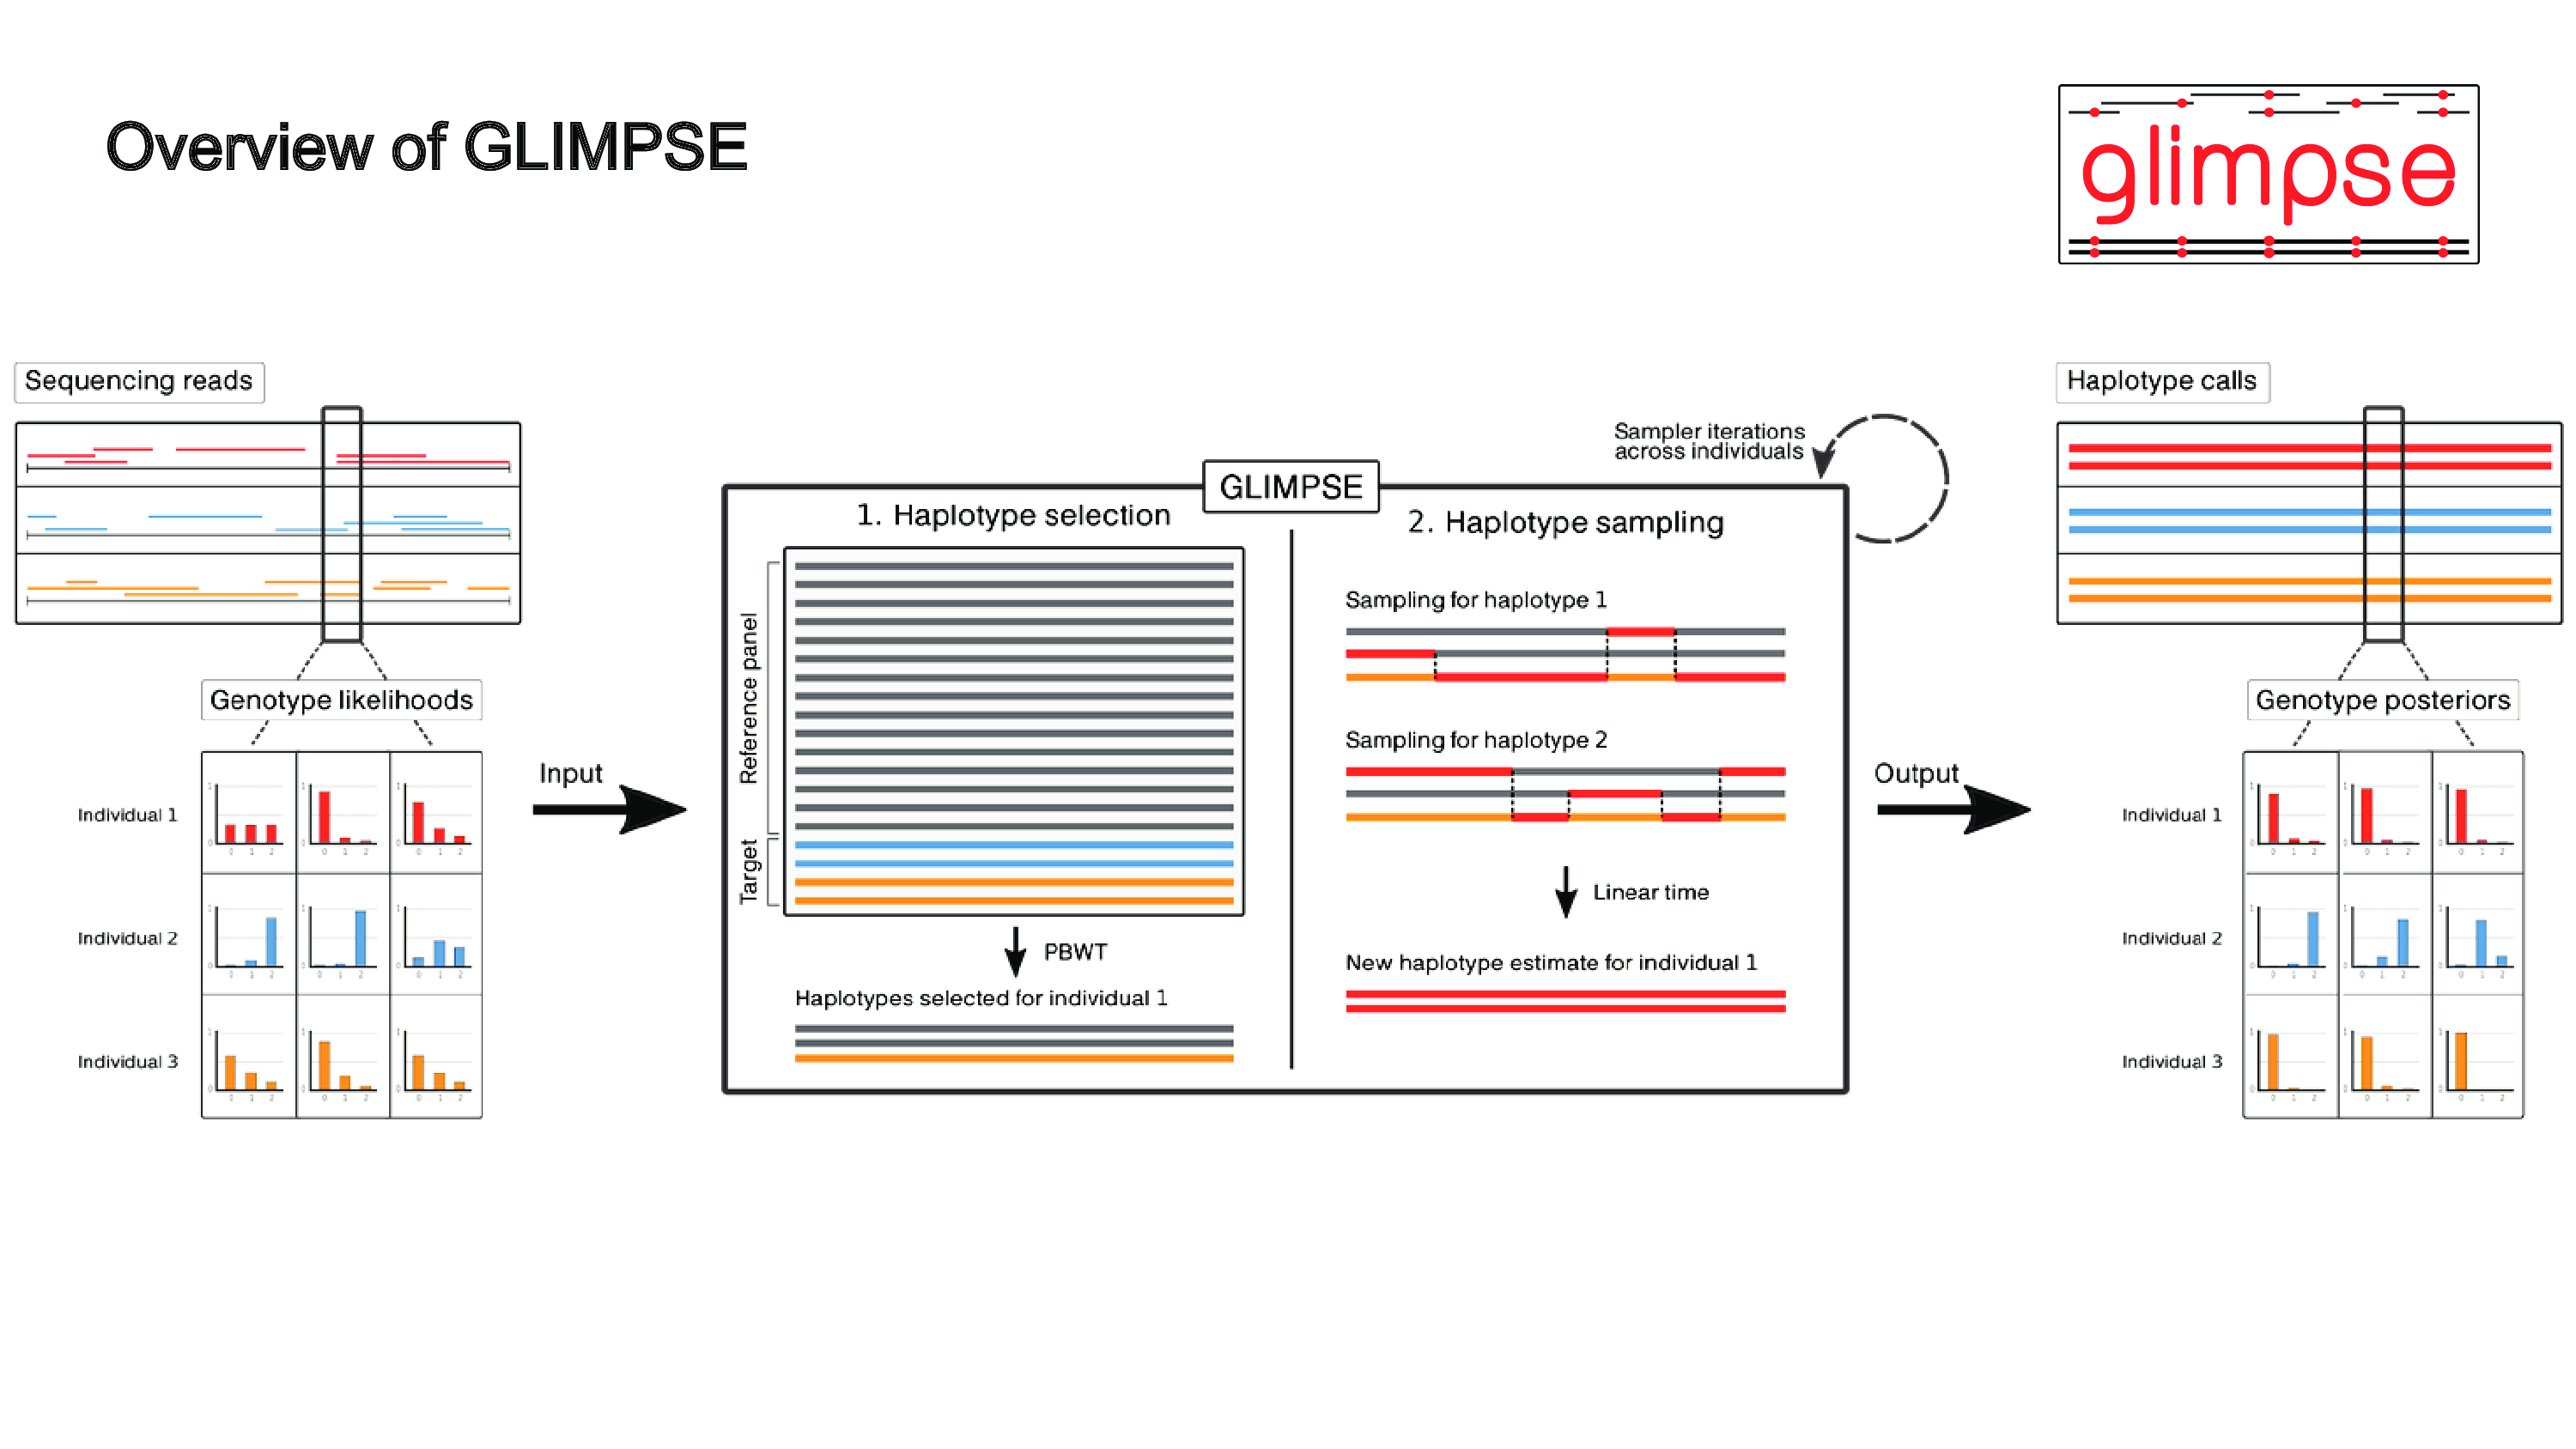 Overview of GLIMPSE
glimpse
Sequencing reads
Genotype likelihoods
Individual 1
Individual 2
Individual 3
Input
GLIMPSE
1. Haplotype selection
Reference panel
Target
PBWT
Haplotypes selected for individual 1
2. Haplotype sampling
Sampling for haplotype 1
Sampling for haplotype 2
Linear time
New haplotype estimate for individual 1
Sampler iterations
across individuals
Output
Haplotype calls
Genotype posteriors
Individual 1
Individual 2
Individual 3